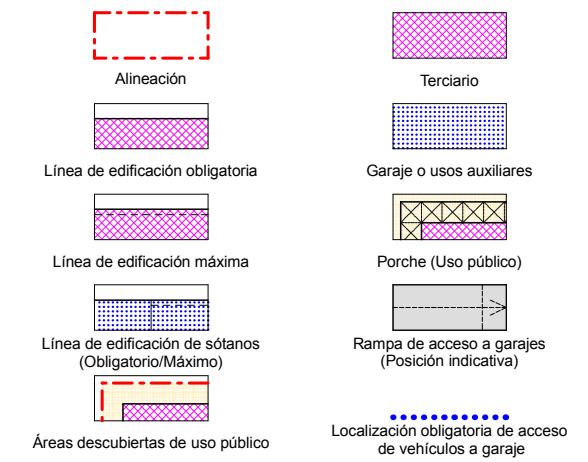 Alineación
Terciario
Línea de edificación obligatoria
Garaje o usos auxiliares
Línea de edificación máxima
Porche (Uso público)
Línea de edificación de sótanos
(Obligatorio/Máximo)
Rampa de acceso a garajes
(Posición indicativa)
Áreas descubiertas de uso público
Localización obligatoria de acceso
de vehículos a garaje